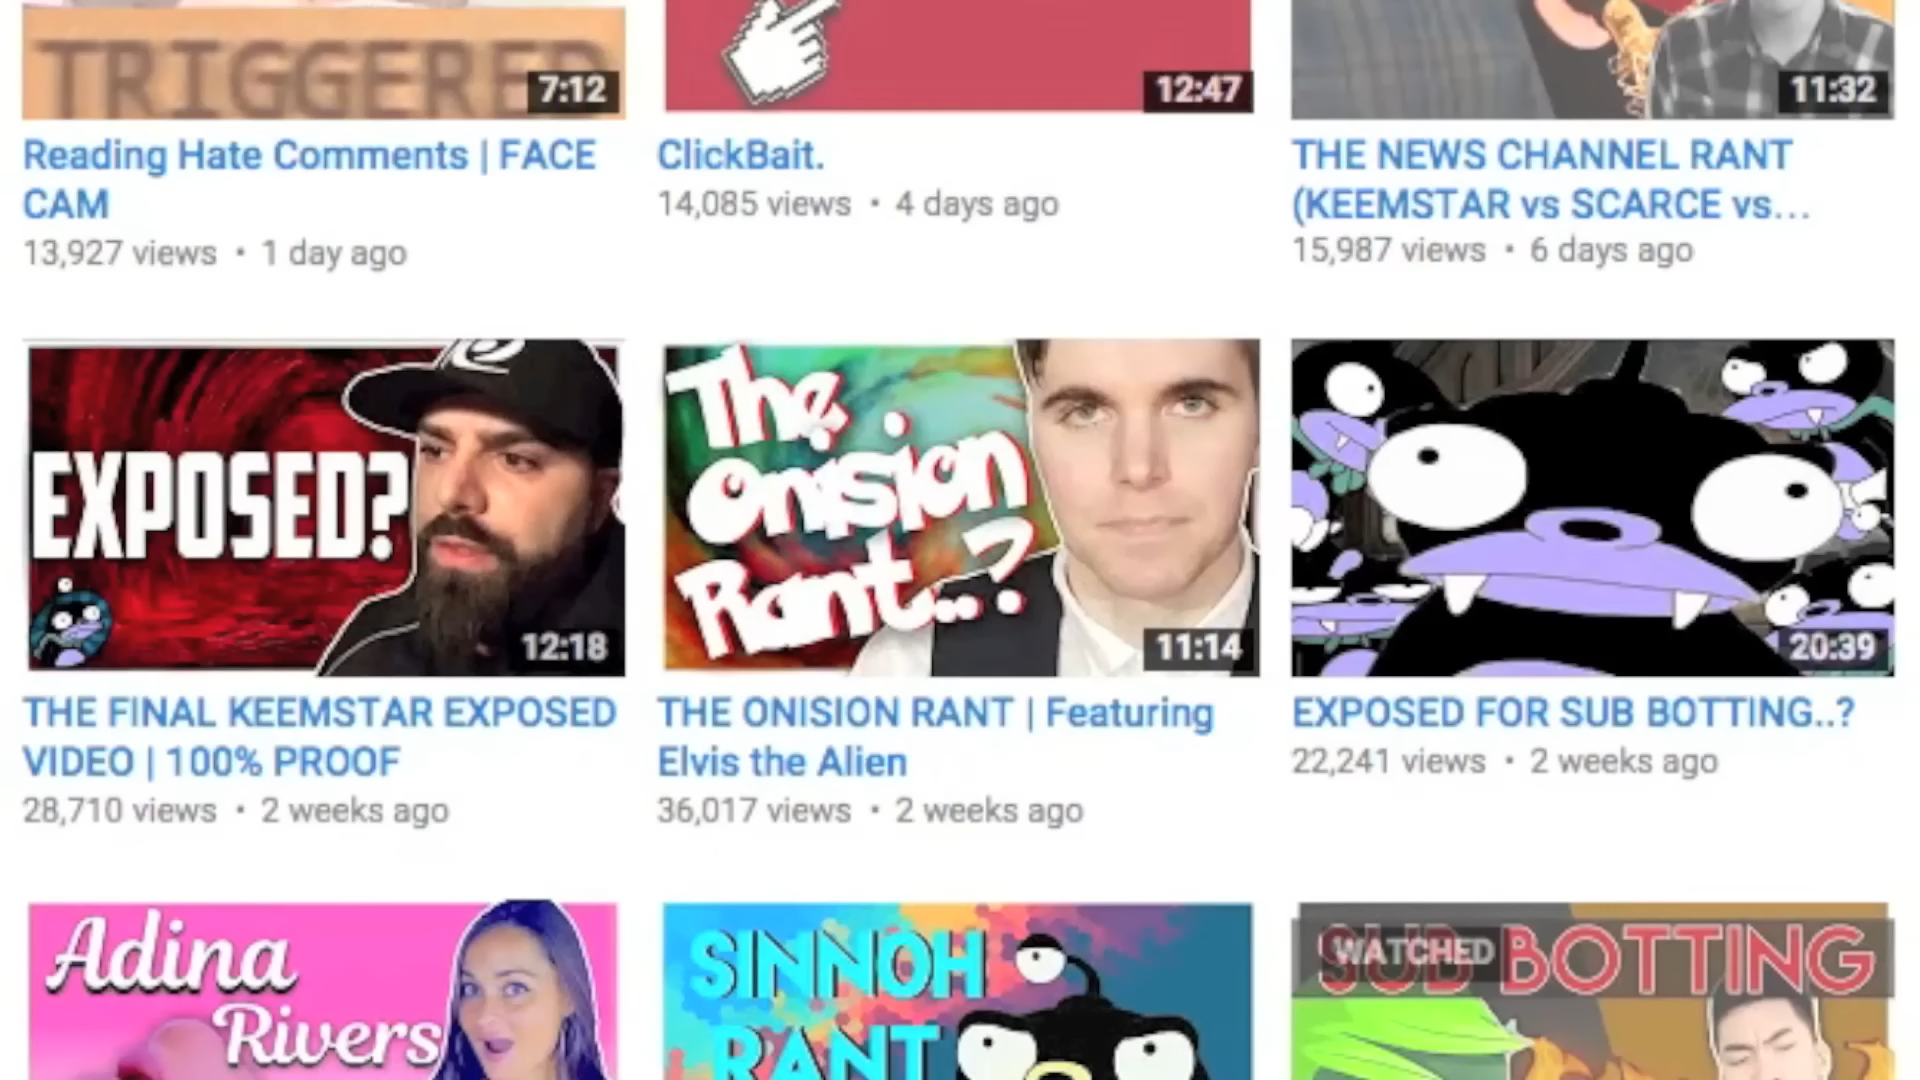 TRIGGERED
7:12
12:47
11:32
Reading Hate Comments | FACE
CAM
13,927 views • 1 day ago
ClickBait.
14,085 views • 4 days ago
THE NEWS CHANNEL RANT
(KEEMSTAR vs SCARCE vs...
15,987 views • 6 days ago
EXPOSED?
12:18
The
Onision
Rant...?
11:14
20:39
THE FINAL KEEMSTAR EXPOSED
VIDEO | 100% PROOF
28,710 views • 2 weeks ago
THE ONISION RANT | Featuring
Elvis the Alien
36,017 views • 2 weeks ago
EXPOSED FOR SUB BOTTING..?
22,241 views • 2 weeks ago
Adina
Rivers
SINNOH
RANT
WATCHED
SUB BOTTING